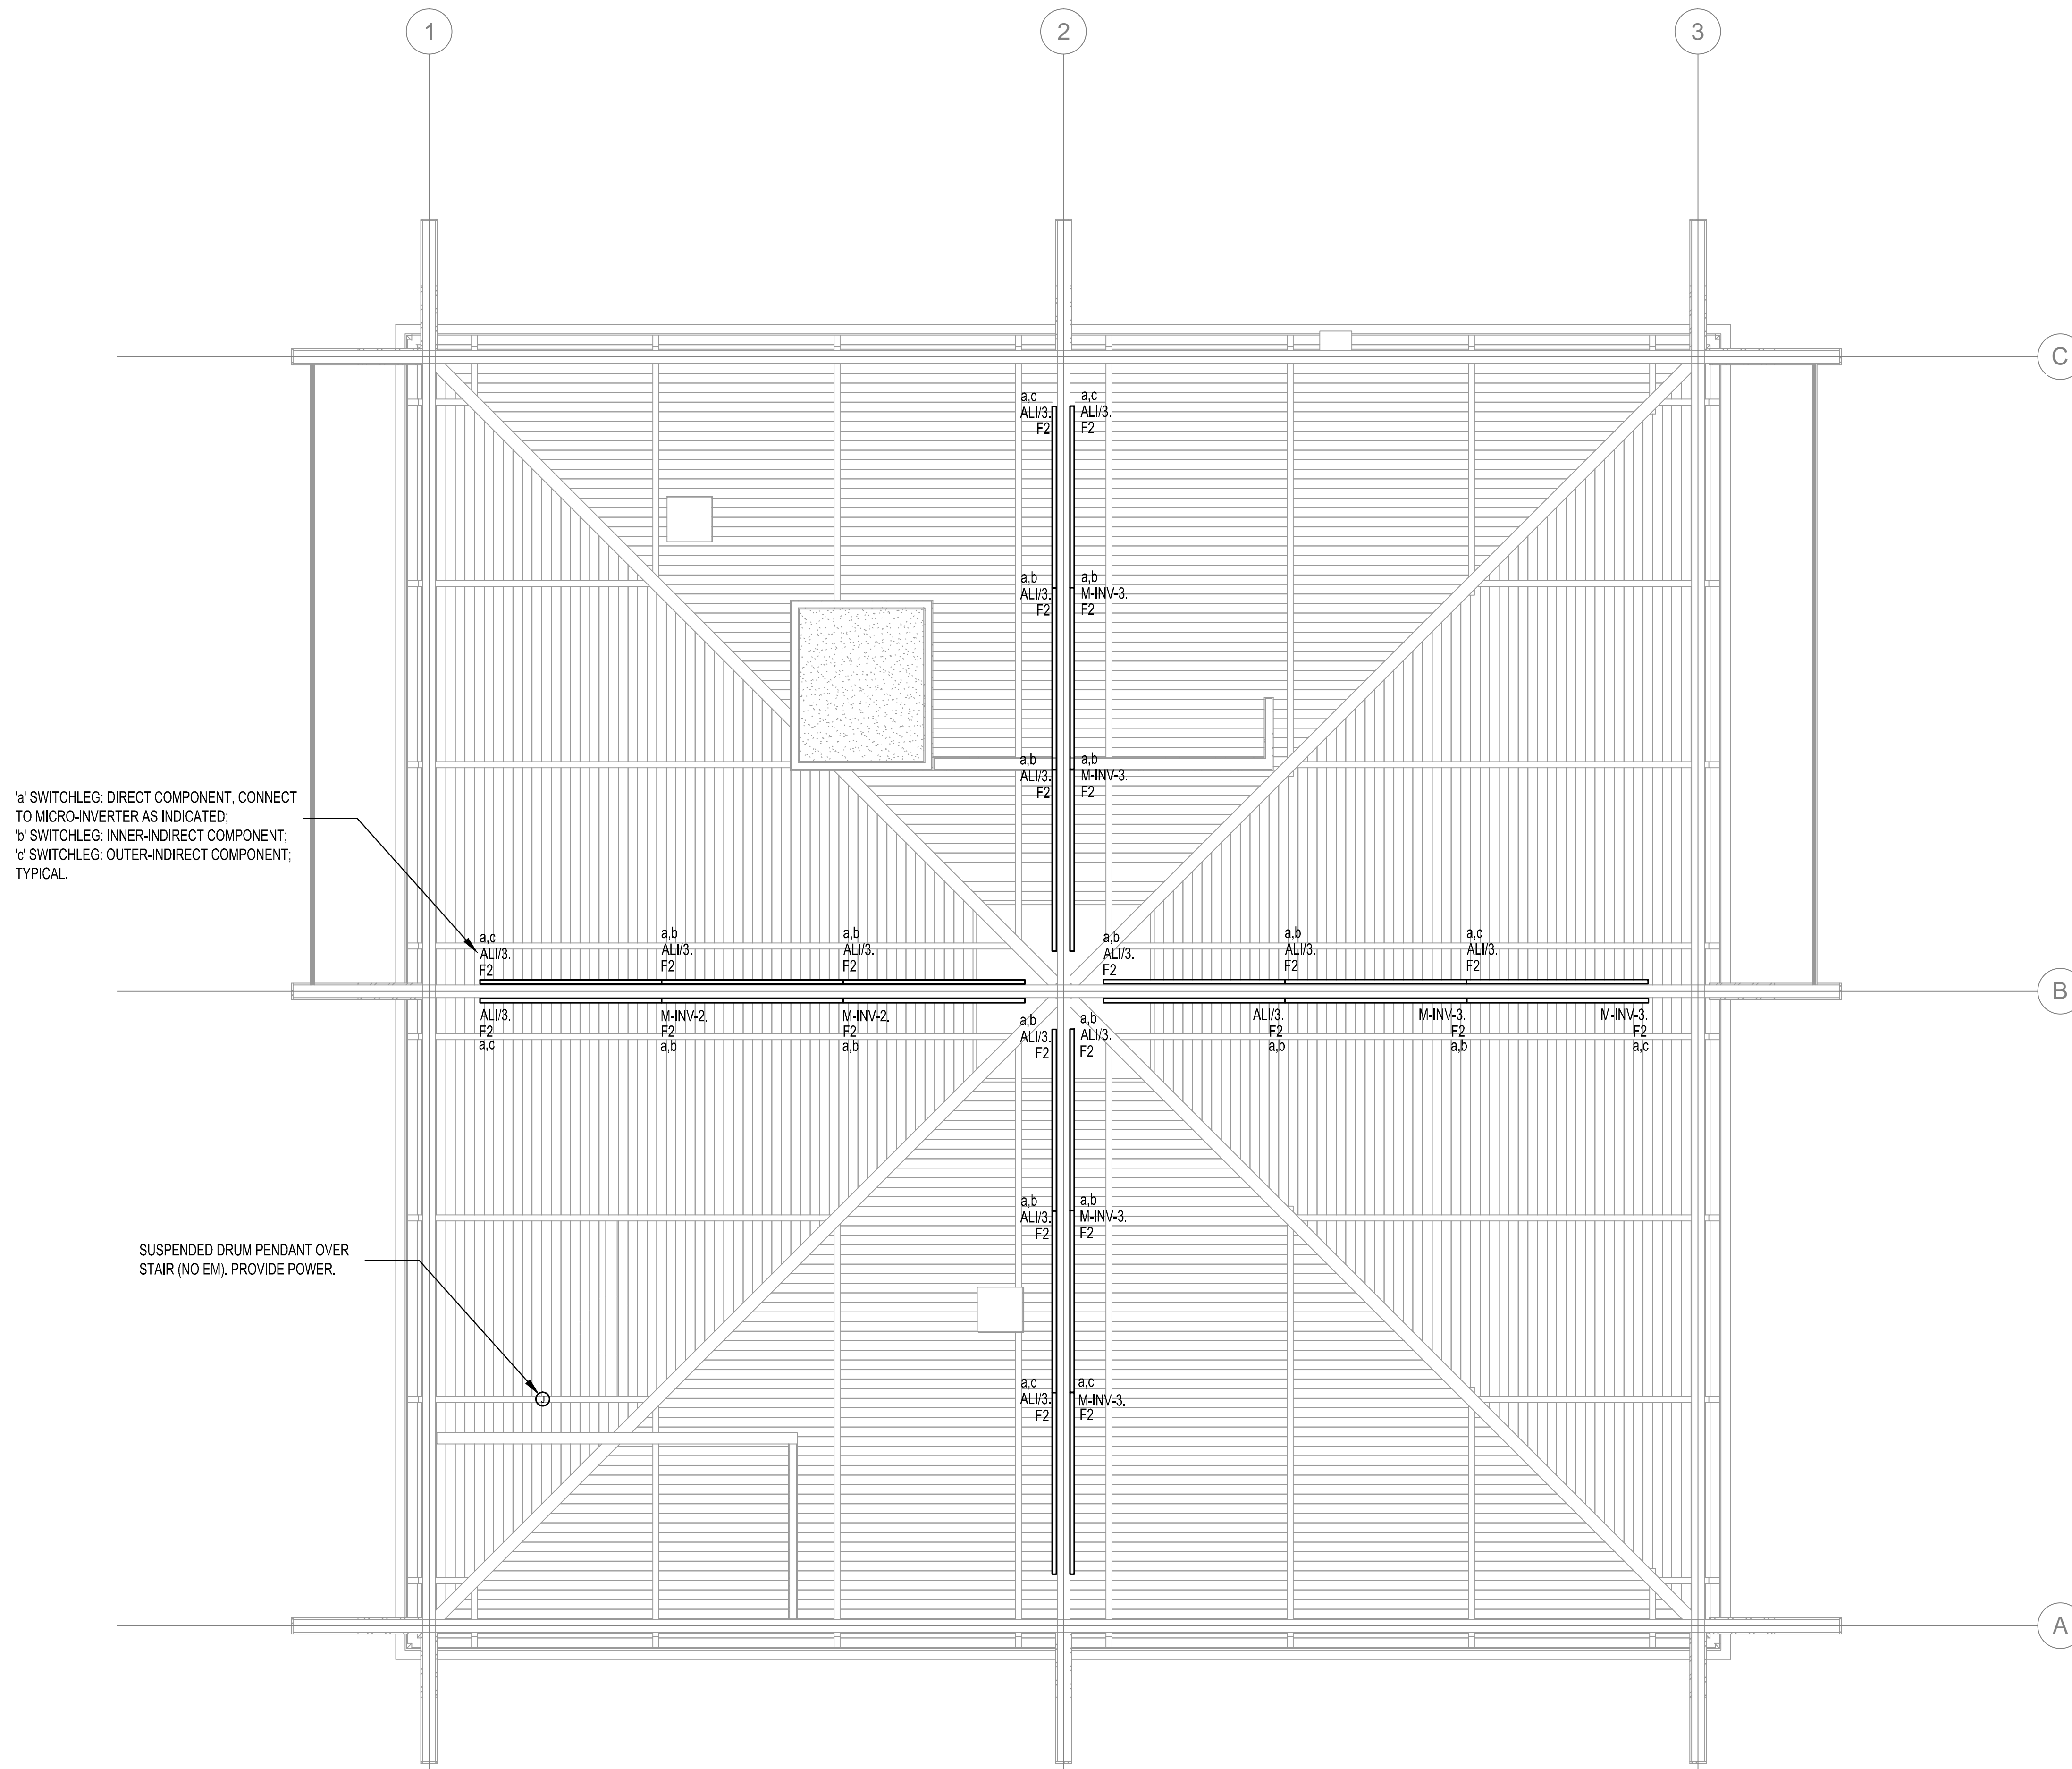 1
2
3
C
a,c
ALI/3.
F2
a,c
ALI/3.
F2
a,b
ALI/3.
F2
a,b
M-INV-3.
F2
a,b
ALI/3.
F2
a,b
M-INV-3.
F2
'a' SWITCHLEG: DIRECT COMPONENT, CONNECT
TO MICRO-INVERTER AS INDICATED;
'b' SWITCHLEG: INNER-INDIRECT COMPONENT;
'c' SWITCHLEG: OUTER-INDIRECT COMPONENT;
TYPICAL.
a,c
ALI/3.
F2
a,b
ALI/3.
F2
a,b
ALI/3.
F2
a,b
ALI/3.
F2
a,b
ALI/3.
F2
a,c
ALI/3.
F2
B
ALI/3.
F2
a,c
M-INV-2.
F2
a,b
M-INV-2.
F2
a,b
a,b
ALI/3.
F2
a,b
ALI/3.
F2
ALI/3.
F2
a,b
M-INV-3.
F2
a,b
M-INV-3.
F2
a,c
a,b
ALI/3.
F2
a,b
M-INV-3.
F2
SUSPENDED DRUM PENDANT OVER
STAIR (NO EM). PROVIDE POWER.
J
a,c
ALI/3.
F2
a,c
M-INV-3.
F2
A